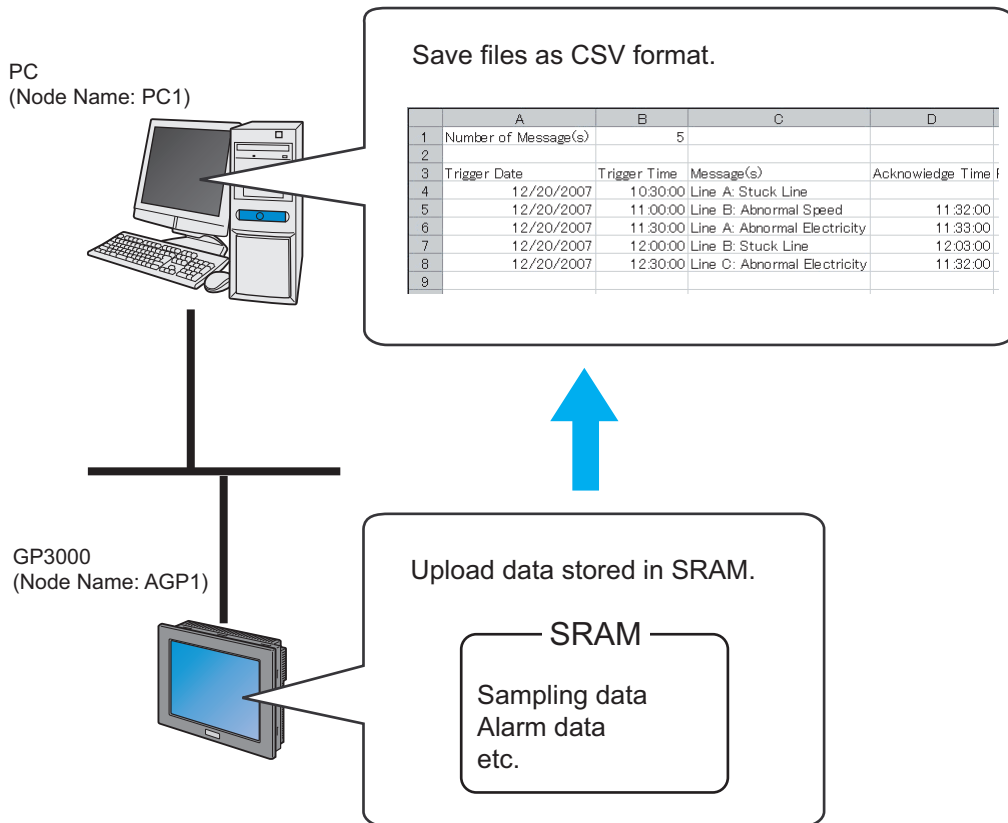 PC
(Node Name: PC1)
Save files as CSV format.
A B C D
1 Number of Message(s) 5
2
3 Trigger Date Trigger Time Message(s) Acknowiedge Time
4 12/20/2007 10:30:00 Line A: Stuck Line
5 12/20/2007 11:00:00 Line B: Abnormal Speed 11:32:00
6 12/20/2007 11:30:00 Line A: Abnormal Electricity 11:33:00
7 12/20/2007 12:00:00 Line B: Stuck Line 12:03:00
8 12/20/2007 12:30:00 Line C: Abnormal Electricity 11:32:00
9
GP3000
(Node Name: AGP1)
Upload data stored in SRAM.
SRAM
Sampling data
Alarm data
etc.